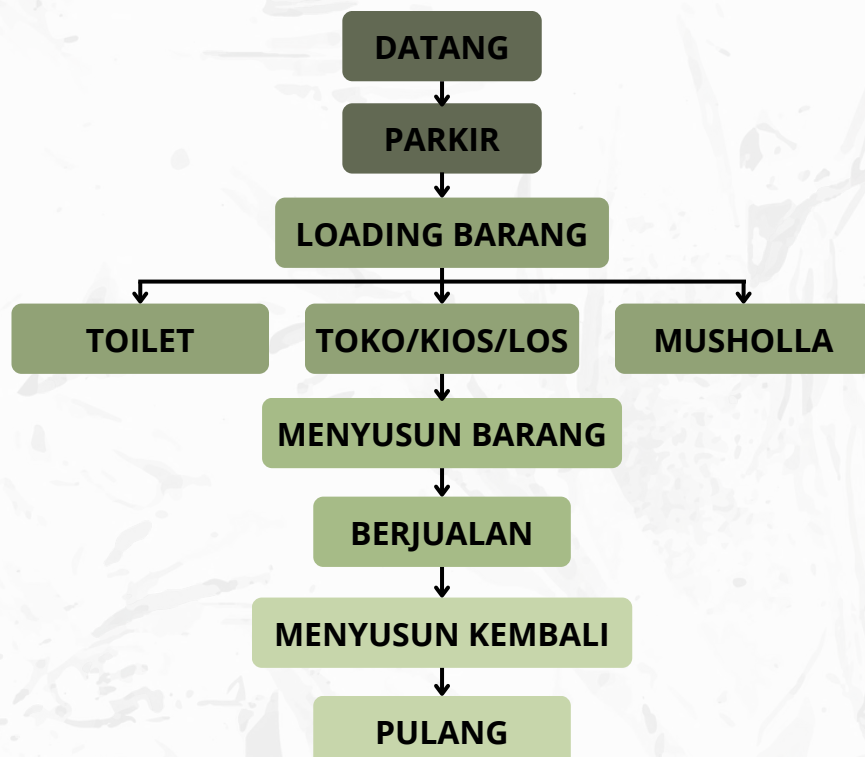 DATANG
PARKIR
LOADING BARANG
TOILET
TOKO/KIOS/LOS
MUSHOLLA
MENYUSUN BARANG
BERJUALAN
MENYUSUN KEMBALI
PULANG